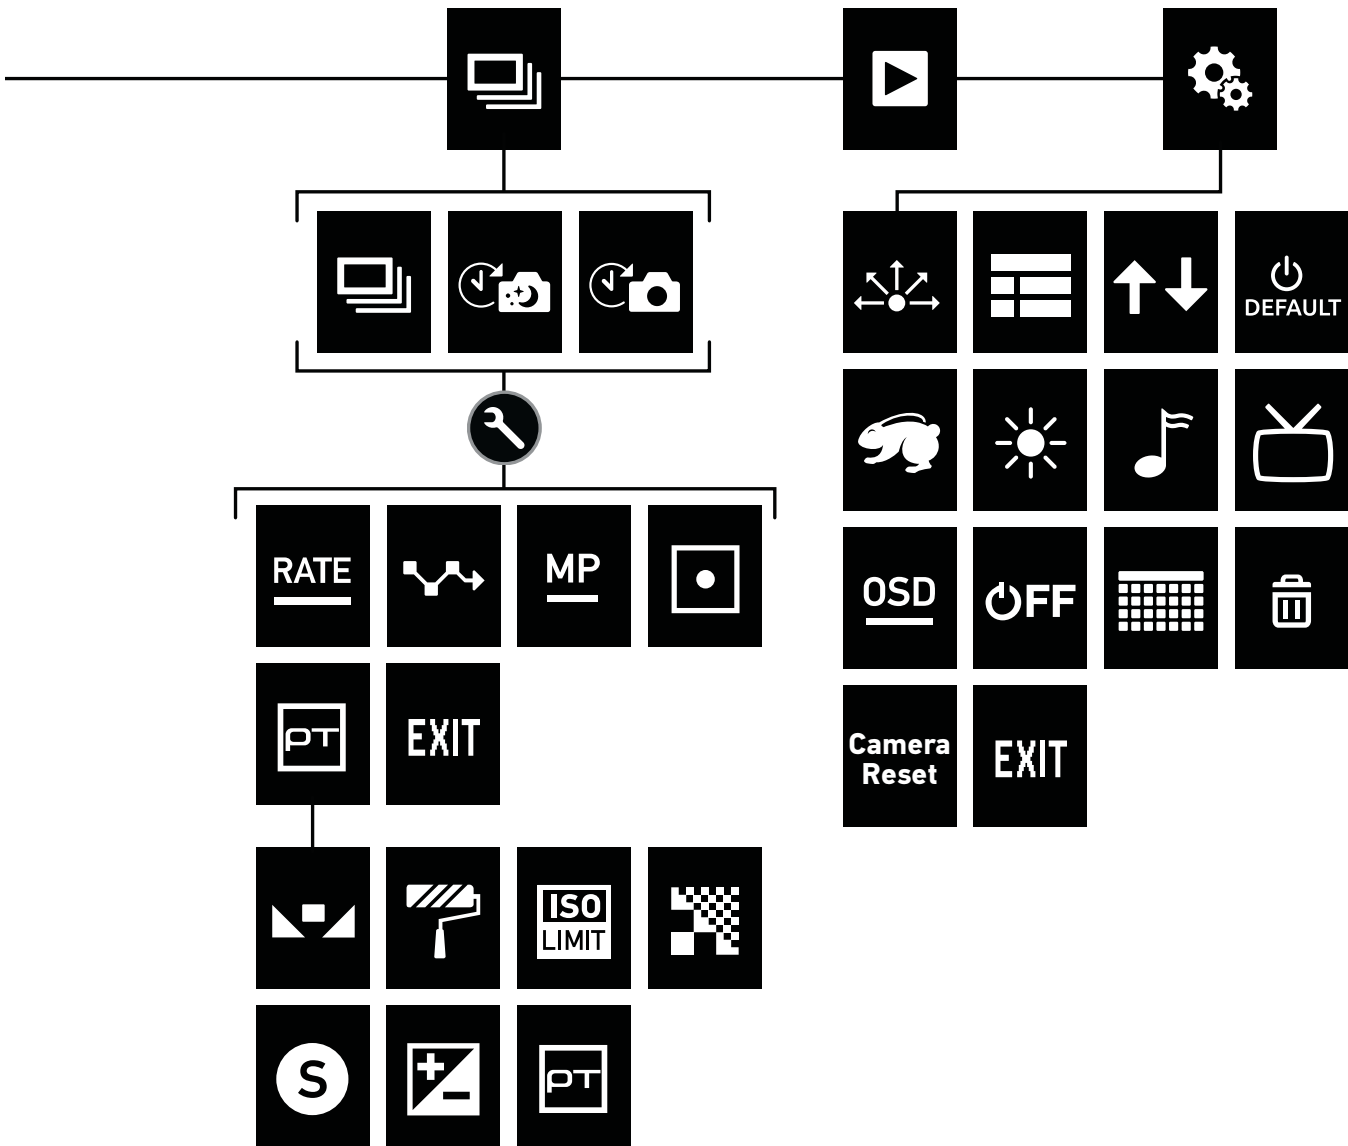 DEFAULT
RATE
MP
OSD
OFF
PT
EXIT
Camera
Reset
EXIT
ISO
LIMIT
S
PT